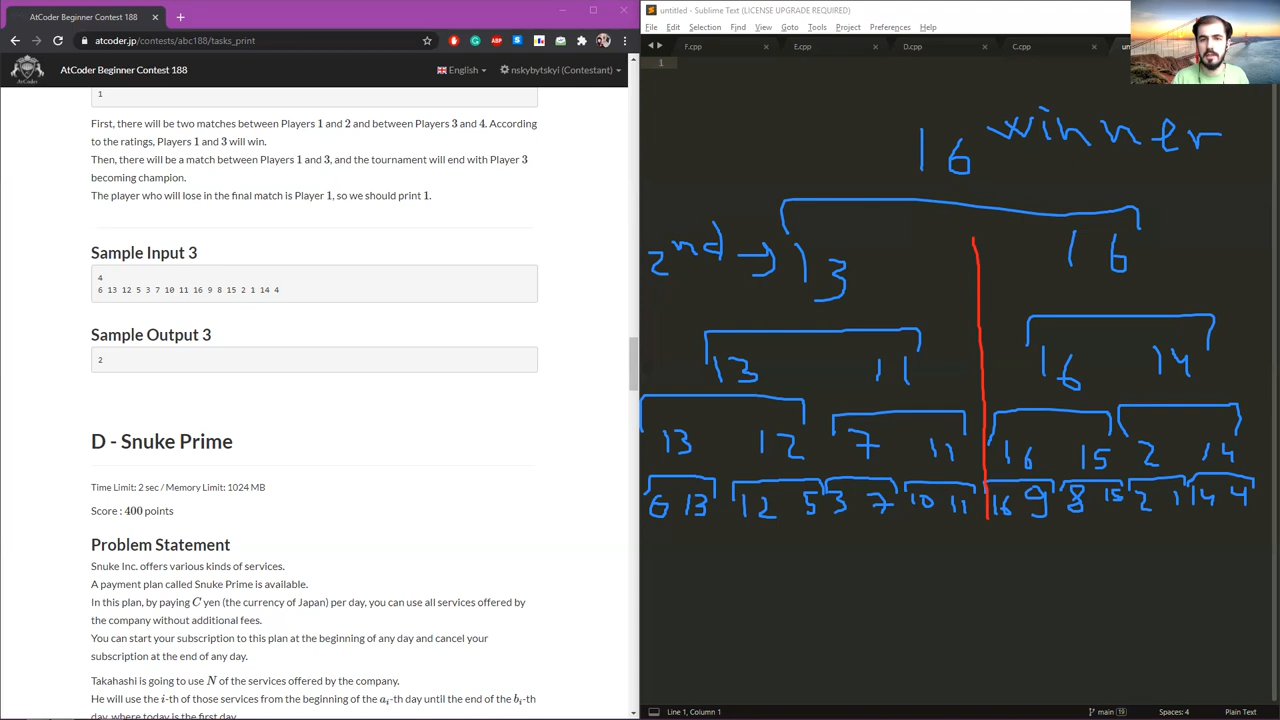 AtCoder Beginner Contest 188
atcoder.jp/contests/abc188/tasks_print
AtCoder Beginner Contest 188
English
nskybytskyi (Contestant)
1
First, there will be two matches between Players 1 and 2 and between Players 3 and 4. According
to the ratings, Players 1 and 3 will win.
Then, there will be a match between Players 1 and 3, and the tournament will end with Player 3
becoming champion.
The player who will lose in the final match is Player 1, so we should print 1.
Sample Input 3
4
6 13 12 5 3 7 10 11 16 9 8 15 2 1 14 4
Sample Output 3
2
D - Snuke Prime
Time Limit: 2 sec / Memory Limit: 1024 MB
Score : 400 points
Problem Statement
Snuke Inc. offers various kinds of services.
A payment plan called Snuke Prime is available.
In this plan, by paying C yen (the currency of Japan) per day, you can use all services offered by
the company without additional fees.
You can start your subscription to this plan at the beginning of any day and cancel your
subscription at the end of any day.
Takahashi is going to use N of the services offered by the company.
He will use the i-th of those services from the beginning of the ai-th day until the end of the bi-th
day, where today is the first day.
untitled - Sublime Text (LICENSE UPGRADE REQUIRED)
File Edit Selection Find View Goto Tools Project Preferences Help
F.cpp E.cpp D.cpp C.cpp
1
16 winner
2nd → 13 16
13 11 16 14
13 12 7 11 16 15 2 14
6 13 12 5 3 7 10 11 16 9 8 15 2 1 14 4
Line 1, Column 1
main 19
Spaces: 4
Plain Text